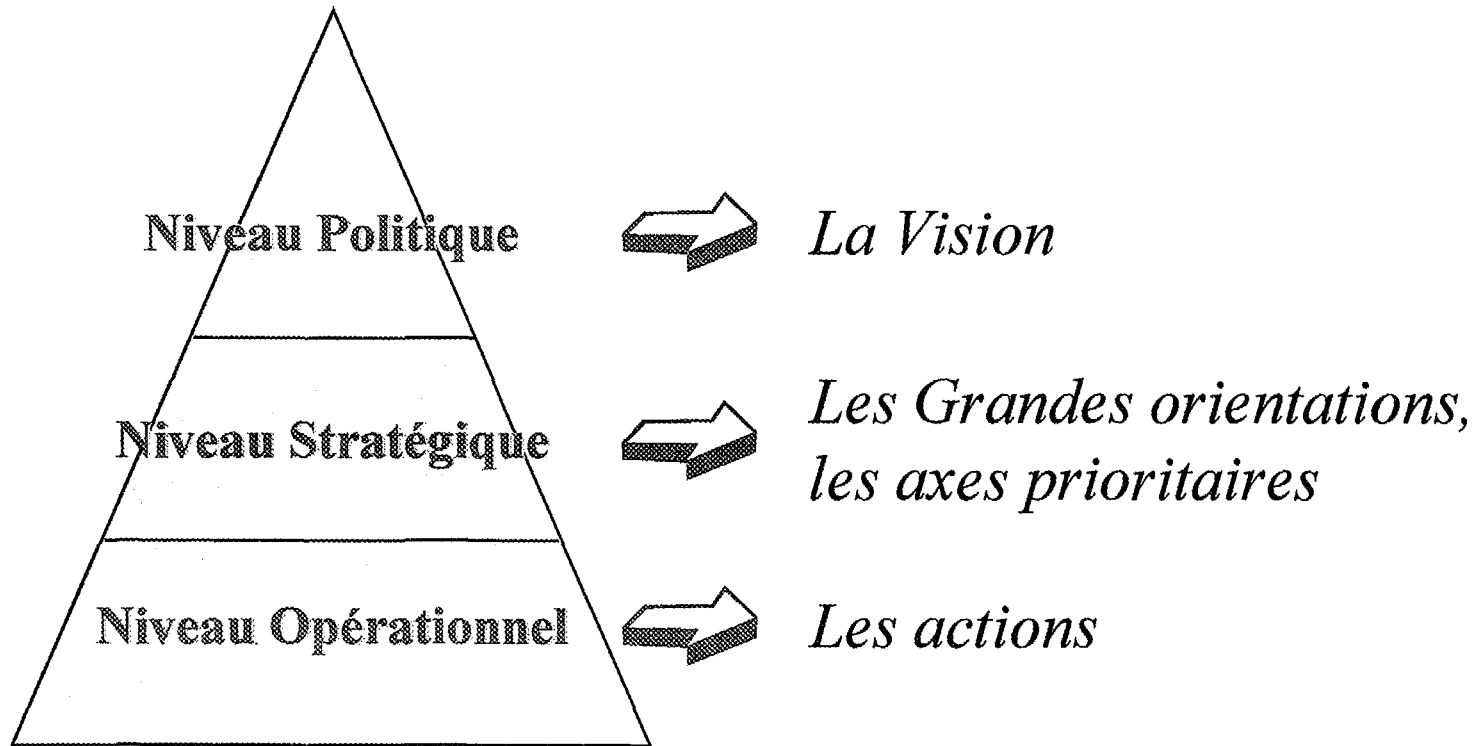 Niveau Politique
La Vision
Niveau Stratégique
Les Grandes orientations,
les axes prioritaires
Niveau Opérationnel
Les actions